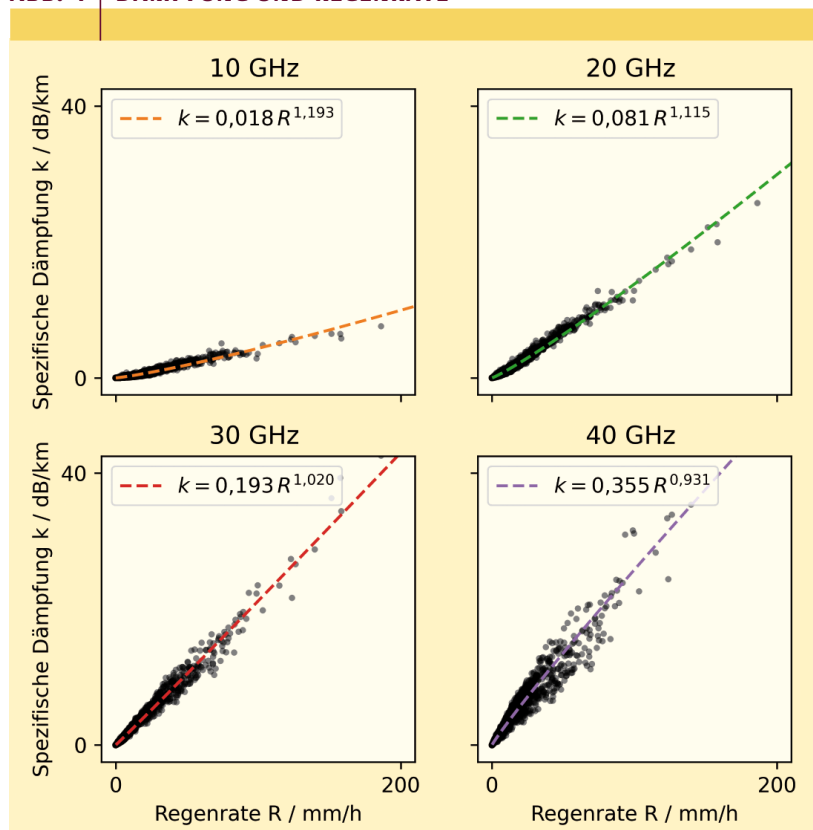 10 GHz
20 GHz
Spezifische Dämpfung k / dB/km
40
0
k = 0,018 R^1,193
k = 0,081 R^1,115
30 GHz
40 GHz
Spezifische Dämpfung k / dB/km
40
0
k = 0,193 R^1,020
k = 0,355 R^0,931
0
200
0
200
Regenrate R / mm/h
Regenrate R / mm/h